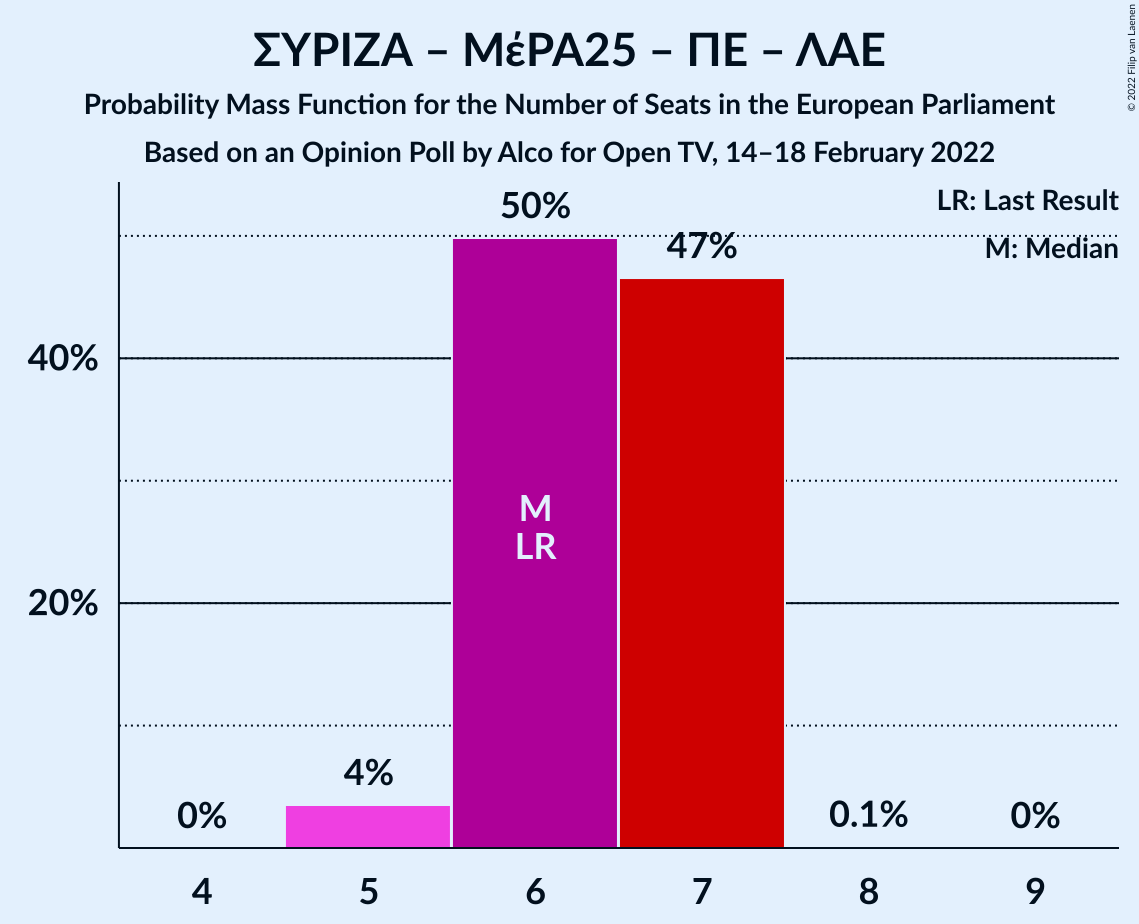 ΣΥΡΙΖΑ – ΜέΡΑ25 – ΠΕ – ΛΑΕ
Probability Mass Function for the Number of Seats in the European Parliament
Based on an Opinion Poll by Alco for Open TV, 14–18 February 2022
© 2022 Filip van Laenen
LR: Last Result
M: Median
50%
47%
40%
M
LR
20%
4%
0%
0.1%
0%
4 5 6 7 8 9